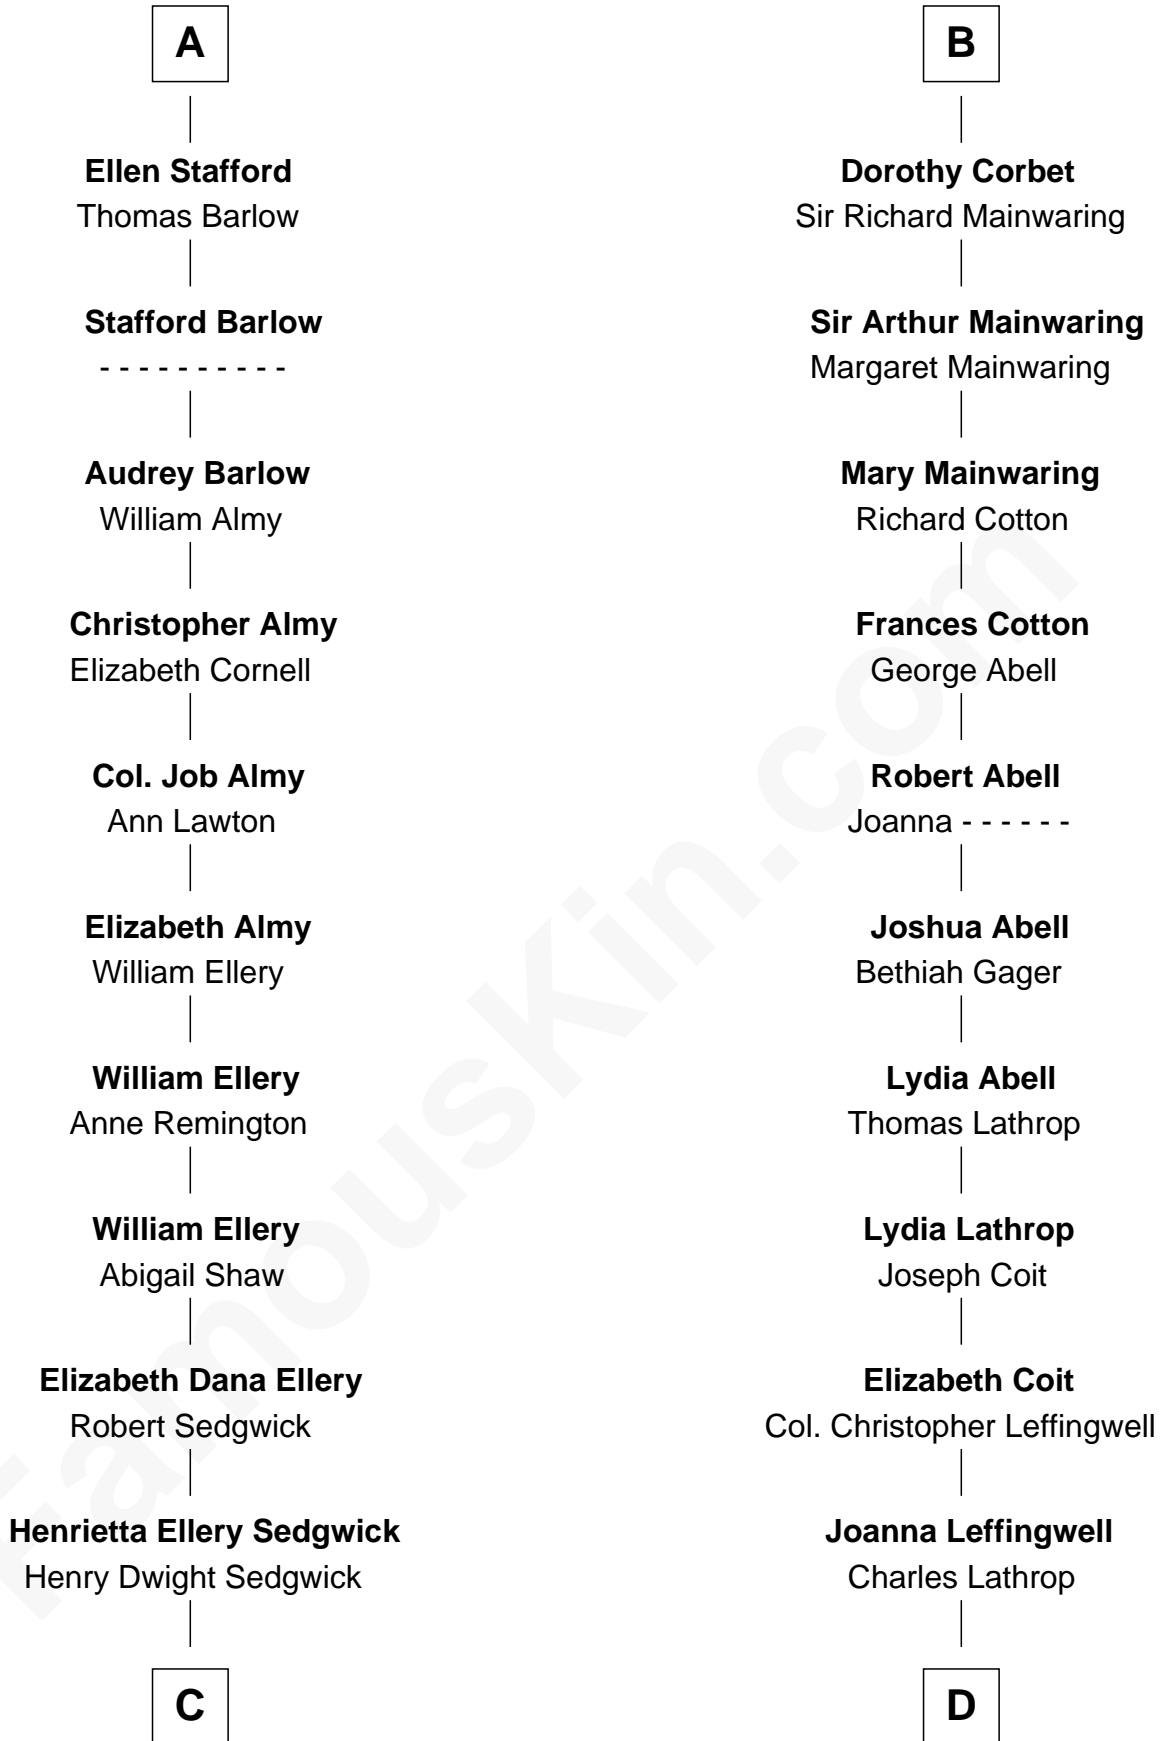 A
Ellen Stafford
Thomas Barlow
Stafford Barlow
- - - - - - - - - -
Audrey Barlow
William Almy
Christopher Almy
Elizabeth Cornell
Col. Job Almy
Ann Lawton
Elizabeth Almy
William Ellery
William Ellery
Anne Remington
William Ellery
Abigail Shaw
Elizabeth Dana Ellery
Robert Sedgwick
Henrietta Ellery Sedgwick
Henry Dwight Sedgwick
C
B
Dorothy Corbet
Sir Richard Mainwaring
Sir Arthur Mainwaring
Margaret Mainwaring
Mary Mainwaring
Richard Cotton
Frances Cotton
George Abell
Robert Abell
Joanna - - - - - -
Joshua Abell
Bethiah Gager
Lydia Abell
Thomas Lathrop
Lydia Lathrop
Joseph Coit
Elizabeth Coit
Col. Christopher Leffingwell
Joanna Leffingwell
Charles Lathrop
D
FamousKin.com